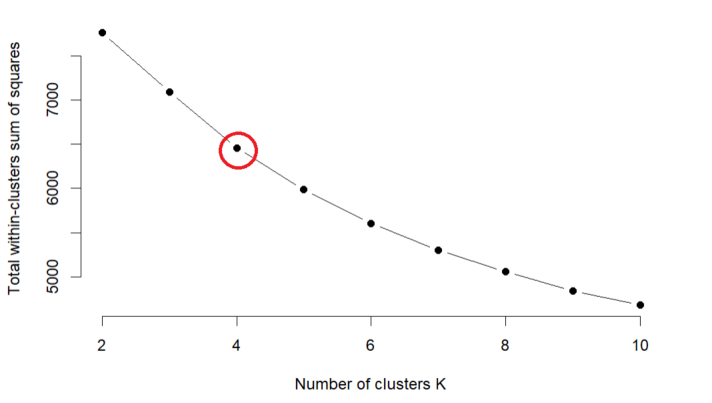 Total within-clusters sum of squares
7000
6000
5000
2 4 6 8 10
Number of clusters K